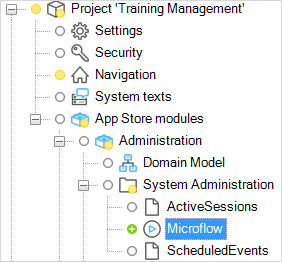 Project 'Training Management'
Settings
Security
Navigation
System texts
App Store modules
Administration
Domain Model
System Administration
ActiveSessions
Microflow
ScheduledEvents